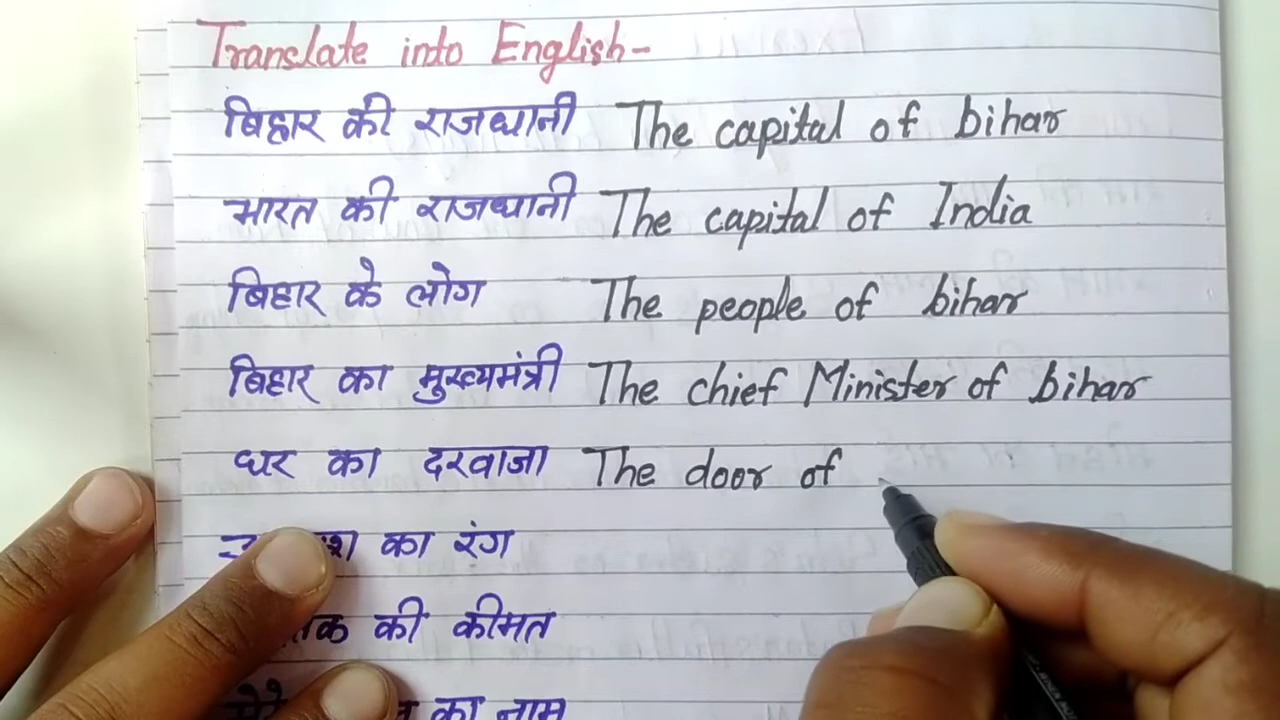 Translate into English-
बिहार की राजधानी The capital of bihar
भारत की राजधानी The capital of India
बिहार के लोग The people of bihar
बिहार का मुख्यमंत्री The chief Minister of bihar
घर का दरवाजा The door of
का रंग
की कीमत
का नाम